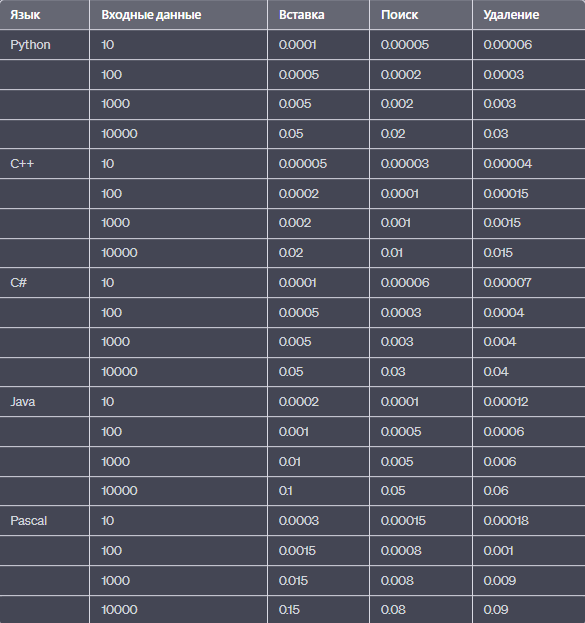 Язык Входные данные Вставка Поиск Удаление
Python 10 0.0001 0.00005 0.00006
100 0.0005 0.0002 0.0003
1000 0.005 0.002 0.003
10000 0.05 0.02 0.03
C++ 10 0.00005 0.00003 0.00004
100 0.0002 0.0001 0.00015
1000 0.002 0.001 0.0015
10000 0.02 0.01 0.015
C# 10 0.0001 0.00006 0.00007
100 0.0005 0.0003 0.0004
1000 0.005 0.003 0.004
10000 0.05 0.03 0.04
Java 10 0.0002 0.0001 0.00012
100 0.001 0.0005 0.0006
1000 0.01 0.005 0.006
10000 0.1 0.05 0.06
Pascal 10 0.0003 0.00015 0.00018
100 0.0015 0.0008 0.001
1000 0.015 0.008 0.009
10000 0.15 0.08 0.09